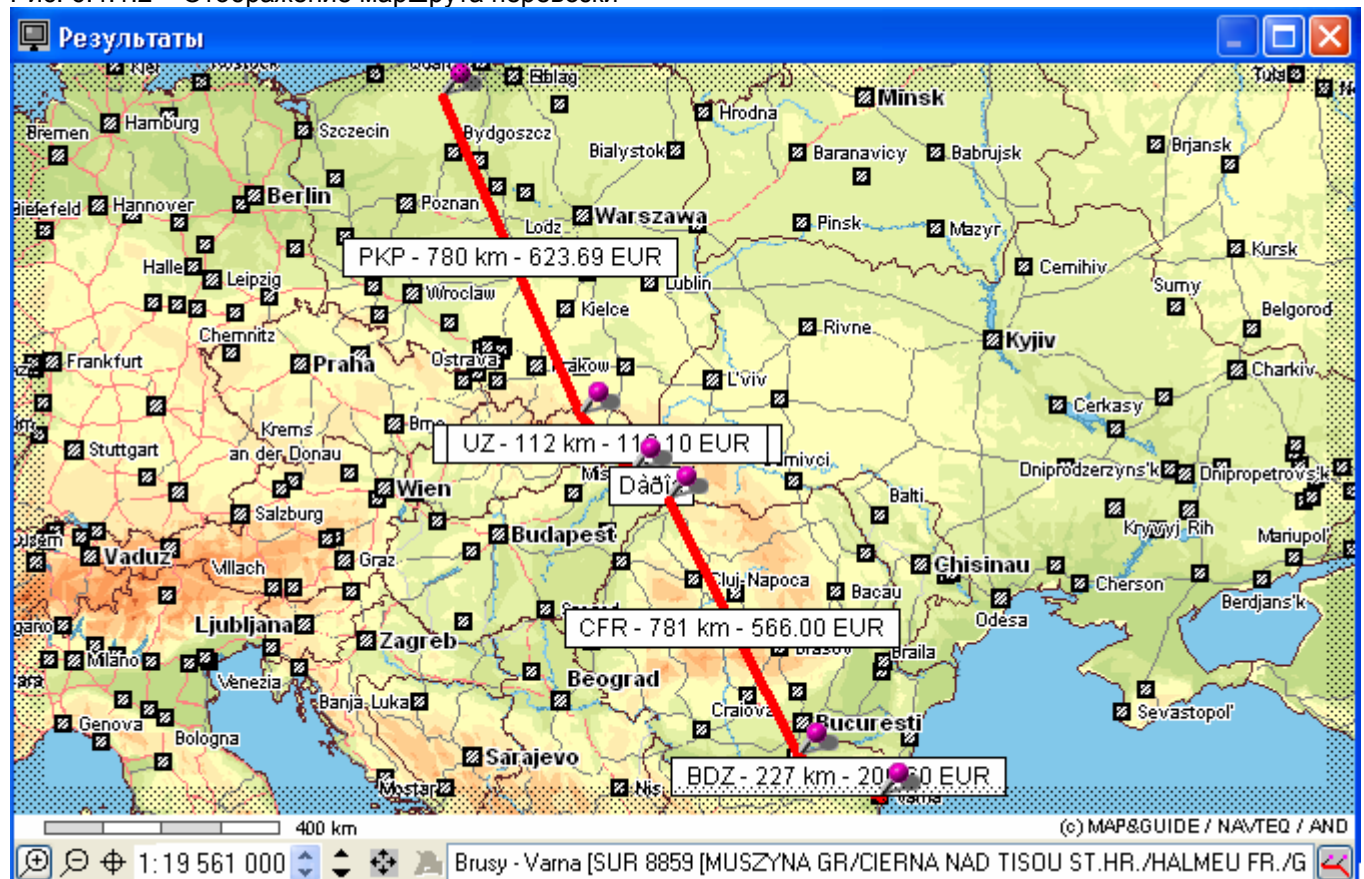 Результаты
Elblag
Tula
Minsk
Hrodna
Bremen
Hamburg
Szczecin
Bydgoszcz
Bialystok
Baranavicy
Babrujsk
Brjansk
Berlin
Hannover
Poznan
Warszawa
Lodz
Pinsk
Mazyr
Kursk
PKP - 780 km - 623.69 EUR
Halle
Leipzig
Wroclaw
Lublin
Cernihiv
Sumy
Kielce
Belgorod
Chemnitz
Rivne
Kyjiv
Frankfurt
Praha
Ostrava
L'viv
Charkiv
Cerkasy
Krems
an der Donau
Stuttgart
UZ - 112 km
EUR
Dniprodzerzyns'k
Dnipropetrovs'k
Wien
Dàðî
Balti
Salzburg
Budapest
Kryvyj Rih
Mariupol'
Vaduz
Villach
Graz
Cluj-Napoca
Bacau
Chisinau
Cherson
Berdjans'k
Odesa
Ljubljana
Zagreb
CFR - 781 km - 566.00 EUR
Milano
Venezia
Beograd
Braila
Banja Luka
Craiova
Bucuresti
Sevastopol'
Genova
Bologna
Sarajevo
Mostar
Nis
BDZ - 227 km
EUR
Varna
400 km
(c) MAP&GUIDE / NAVTEQ / AND
1:19 561 000
Brusy - Varna [SUR 8859 [MUSZYNA GR/CIERNA NAD TISOU ST.HR./HALMEU FR./G